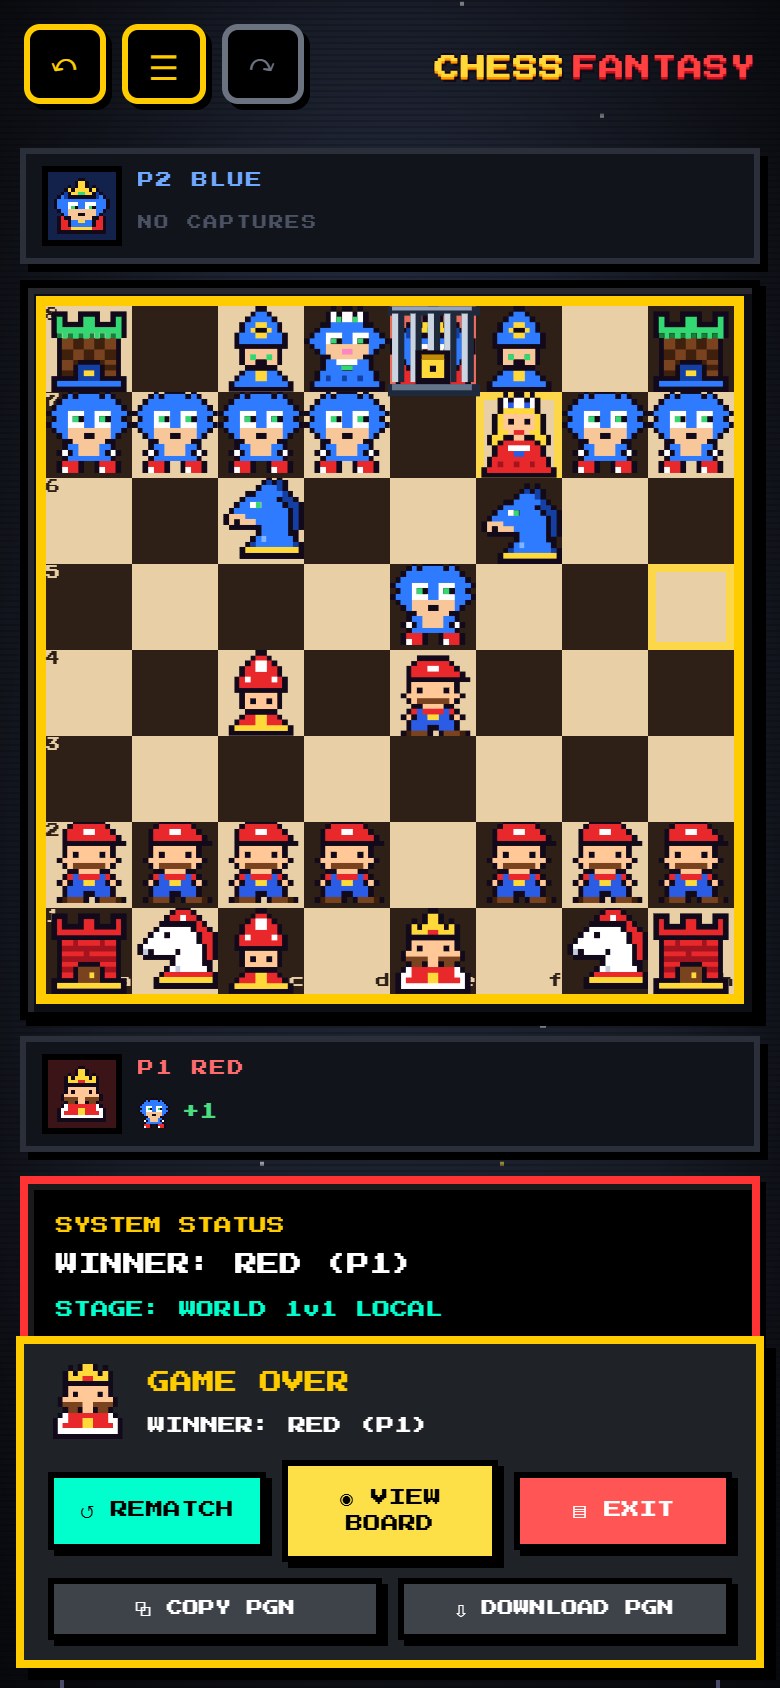 CHESS FANTASY
P2 BLUE
NO CAPTURES
7
6
5
4
3
2
d
f
P1 RED
+1
SYSTEM STATUS
WINNER: RED (P1)
STAGE: WORLD 1v1 LOCAL
GAME OVER
WINNER: RED (P1)
↺ REMATCH
◉ VIEW
BOARD
▤ EXIT
⧉ COPY PGN
⇩ DOWNLOAD PGN